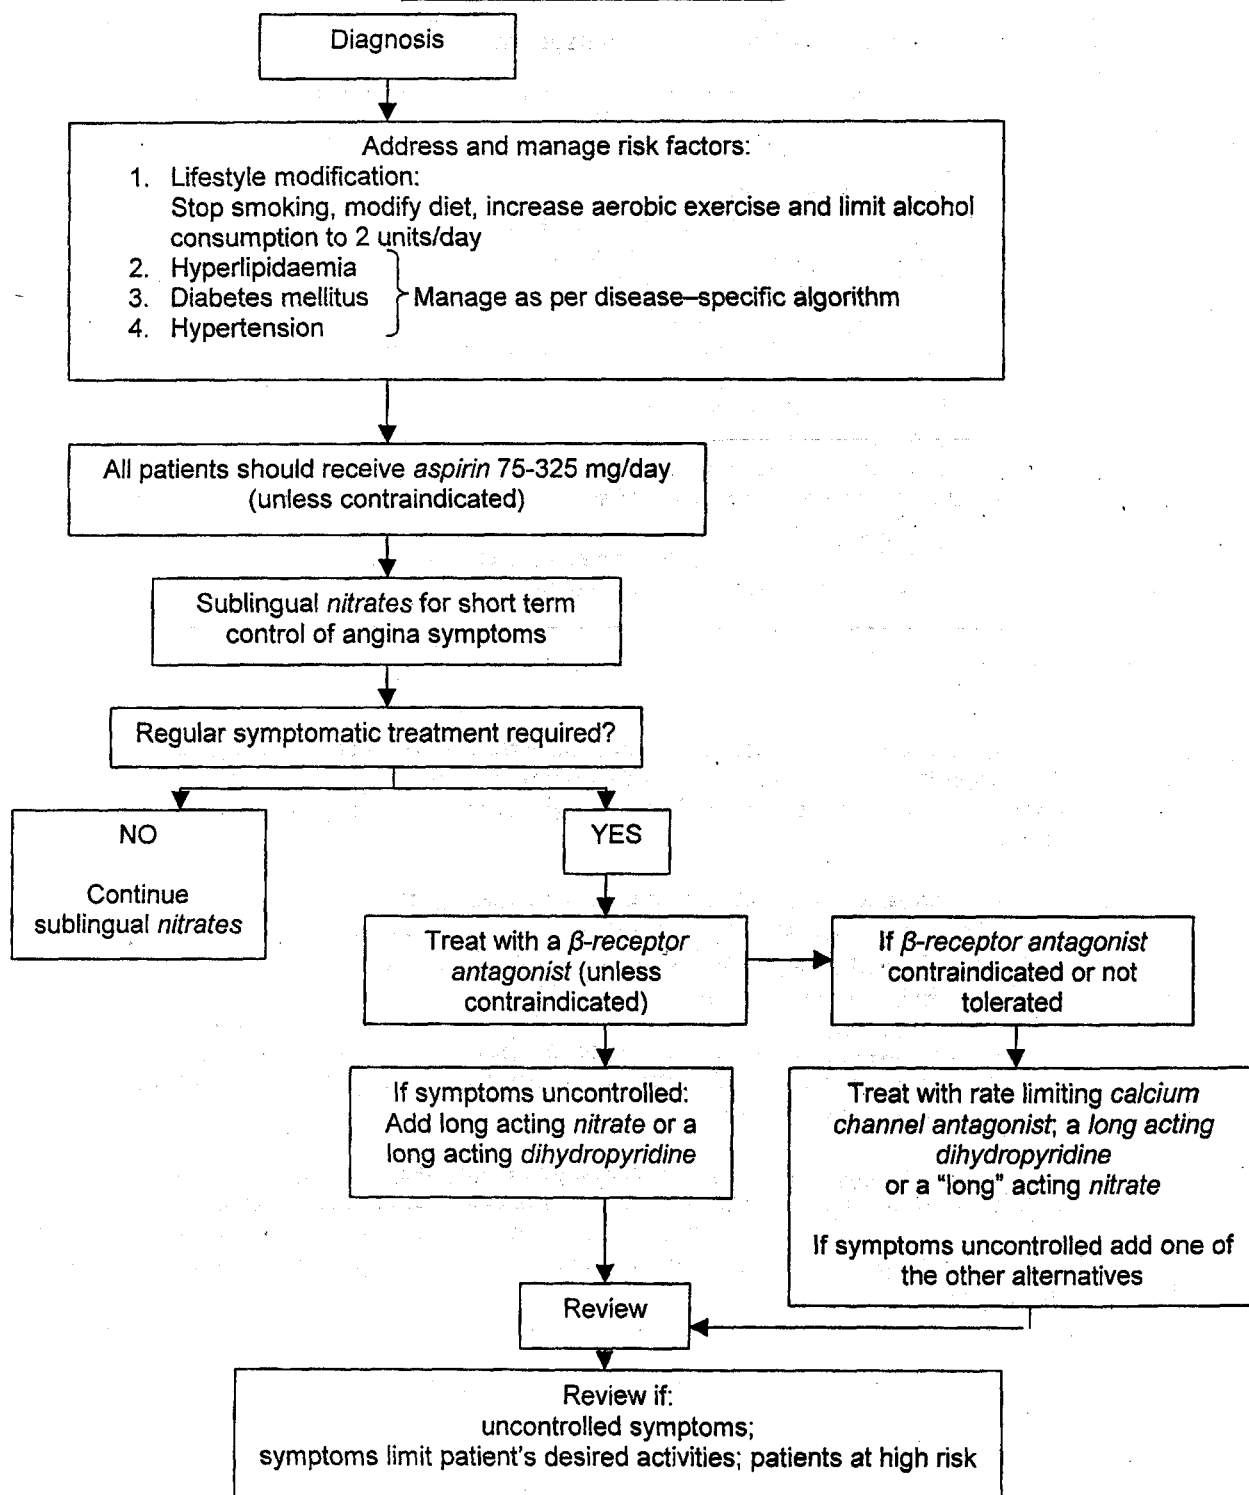 Diagnosis
Address and manage risk factors:
1. Lifestyle modification:
Stop smoking, modify diet, increase aerobic exercise and limit alcohol
consumption to 2 units/day
2. Hyperlipidaemia
3. Diabetes mellitus
4. Hypertension
Manage as per disease–specific algorithm
All patients should receive aspirin 75-325 mg/day
(unless contraindicated)
Sublingual nitrates for short term
control of angina symptoms
Regular symptomatic treatment required?
NO
Continue
sublingual nitrates
YES
Treat with a β-receptor
antagonist (unless
contraindicated)
If β-receptor antagonist
contraindicated or not
tolerated
If symptoms uncontrolled:
Add long acting nitrate or a
long acting dihydropyridine
Treat with rate limiting calcium
channel antagonist; a long acting
dihydropyridine
or a "long" acting nitrate
If symptoms uncontrolled add one of
the other alternatives
Review
Review if:
uncontrolled symptoms;
symptoms limit patient's desired activities; patients at high risk